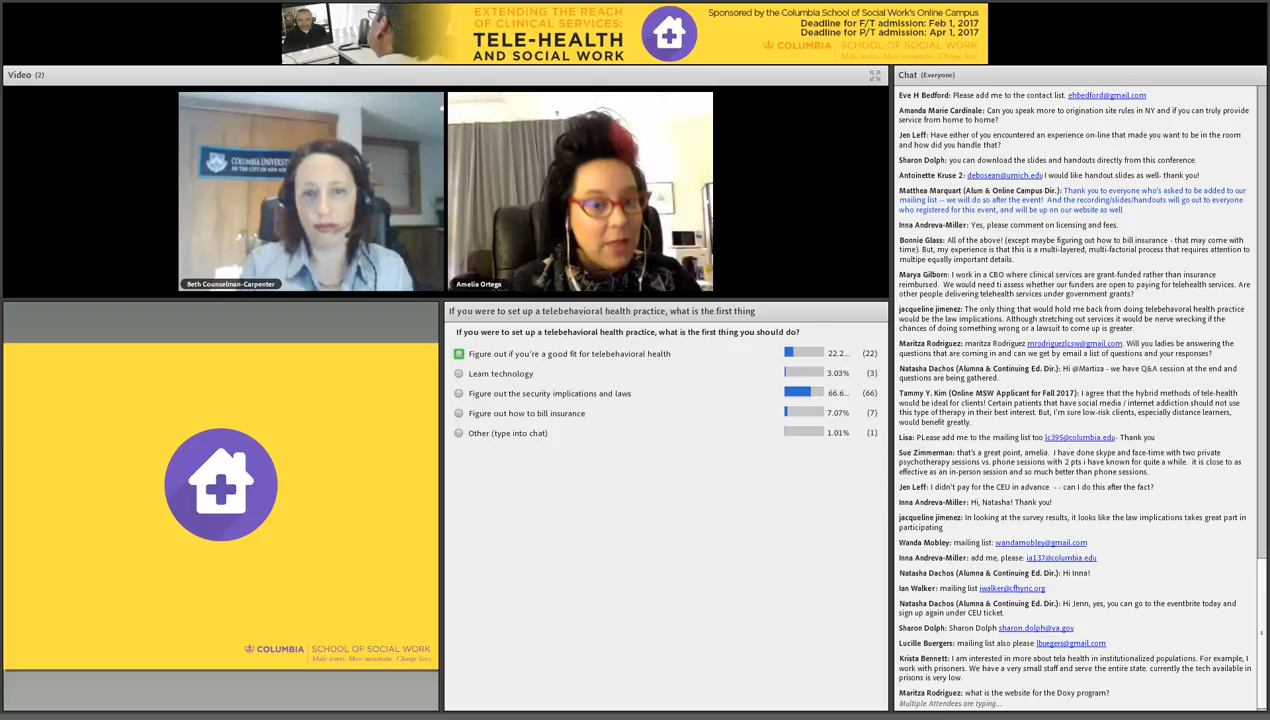 EXTENDING THE REACH
OF CLINICAL SERVICES:
TELE-HEALTH
AND SOCIAL WORK
Sponsored by the Columbia School of Social Work's Online Campus
Deadline for F/T admission: Feb 1, 2017
Deadline for P/T admission: Apr 1, 2017
COLUMBIA | SCHOOL OF SOCIAL WORK
Make waves. Move mountains. Change lives.
Video (2)
COLUMBIA UNIVERSITY
Beth Counselman-Carpenter
Amelia Ortega
COLUMBIA | SCHOOL OF SOCIAL WORK
Make waves. Move mountains. Change lives.
If you were to set up a telebehavioral health practice, what is the first thing
If you were to set up a telebehavioral health practice, what is the first thing you should do?
Figure out if you're a good fit for telebehavioral health 22.2... (22)
Learn technology 3.03% (3)
Figure out the security implications and laws 66.6... (66)
Figure out how to bill insurance 7.07% (7)
Other (type into chat) 1.01% (1)
Chat (Everyone)
Eve H Bedford: Please add me to the contact list. ehbedford@gmail.com
Amanda Marie Cardinale: Can you speak more to origination site rules in NY and if you can truly provide
service from home to home?
Jen Leff: Have either of you encountered an experience on-line that made you want to be in the room
and how did you handle that?
Sharon Dolph: you can download the slides and handouts directly from this conference.
Antoinette Kruse 2: debosean@umich.edu I would like handout slides as well- thank you!
Matthea Marquart (Alum & Online Campus Dir.): Thank you to everyone who's asked to be added to our
mailing list -- we will do so after the event! And the recording/slides/handouts will go out to everyone
who registered for this event, and will be up on our website as well
Inna Andreva-Miller: Yes, please comment on licensing and fees.
Bonnie Glass: All of the above! (except maybe figuring out how to bill insurance - that may come with
time). But, my experience is that this is a multi-layered, multi-factorial process that requires attention to
multipe equally important details.
Marya Gilborn: I work in a CBO where clinical services are grant-funded rather than insurance
reimbursed. We would need ti assess whether our funders are open to paying for telehealth services. Are
other people delivering telehealth services under government grants?
jacqueline jimenez: The only thing that would hold me back from doing telebehavoral health practice
would be the law implications. Although stretching out services it would be nerve wrecking if the
chances of doing something wrong or a lawsuit to come up is greater.
Maritza Rodriguez: maritza Rodriguez mrodriguezlcsw@gmail.com. Will you ladies be answering the
questions that are coming in and can we get by email a list of questions and your responses?
Natasha Dachos (Alumna & Continuing Ed. Dir.): Hi @Martiza - we have Q&A session at the end and
questions are being gathered.
Tammy Y. Kim (Online MSW Applicant for Fall 2017): I agree that the hybrid methods of tele-health
would be ideal for clients! Certain patients that have social media / internet addiction should not use
this type of therapy in their best interest. But, I'm sure low-risk clients, especially distance learners,
would benefit greatly.
Lisa: PLease add me to the mailing list too lc395@columbia.edu- Thank you
Sue Zimmerman: that's a great point, amelia. I have done skype and face-time with two private
psychotherapy sessions vs. phone sessions with 2 pts i have known for quite a while. it is close to as
effective as an in-person session and so much better than phone sessions.
Jen Leff: I didn't pay for the CEU in advance - - can I do this after the fact?
Inna Andreva-Miller: Hi, Natasha! Thank you!
jacqueline jimenez: In looking at the survey results, it looks like the law implications takes great part in
participating
Wanda Mobley: mailing list: wandamobley@gmail.com
Inna Andreva-Miller: add me, please: ia137@columbia.edu
Natasha Dachos (Alumna & Continuing Ed. Dir.): Hi Inna!
Ian Walker: mailing list iwalker@cfhync.org
Natasha Dachos (Alumna & Continuing Ed. Dir.): Hi Jenn, yes, you can go to the eventbrite today and
sign up again under CEU ticket.
Sharon Dolph: Sharon Dolph sharon.dolph@va.gov
Lucille Buergers: mailing list also please lbuegers@gmail.com
Krista Bennett: I am interested in more about tela health in institutionalized populations. For example, I
work with prisoners. We have a very small staff and serve the entire state. currently the tech available in
prisons is very low.
Maritza Rodriguez: what is the website for the Doxy program?
Multiple Attendees are typing...